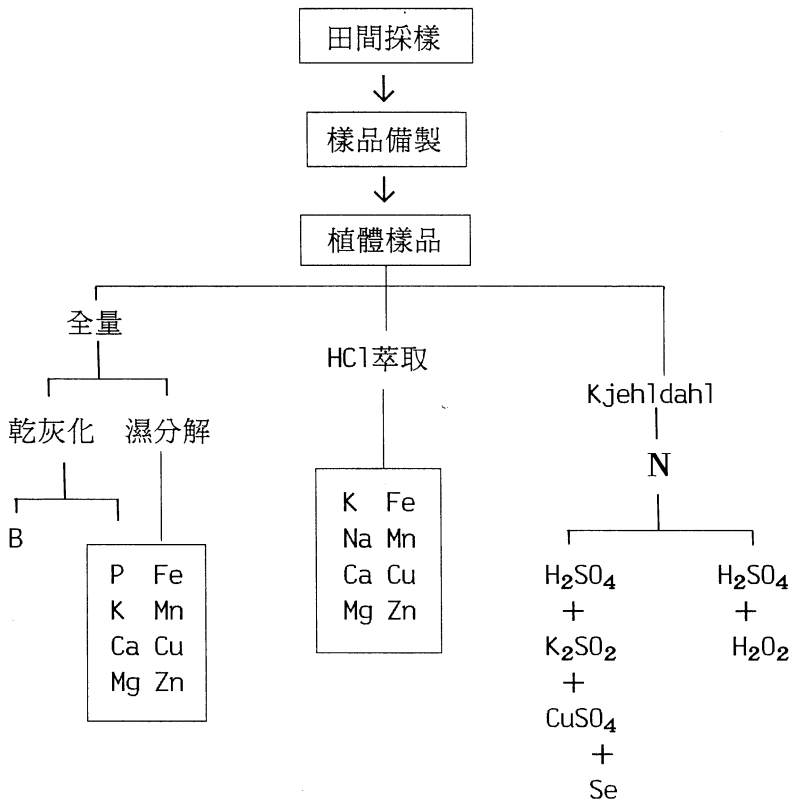 田間採樣
樣品備製
植體樣品
全量
乾灰化 濕分解
B
P Fe
K Mn
Ca Cu
Mg Zn
HCl萃取
K Fe
Na Mn
Ca Cu
Mg Zn
Kjehldahl
N
H₂SO₄
+
K₂SO₂
+
CuSO₄
+
Se
H₂SO₄
+
H₂O₂